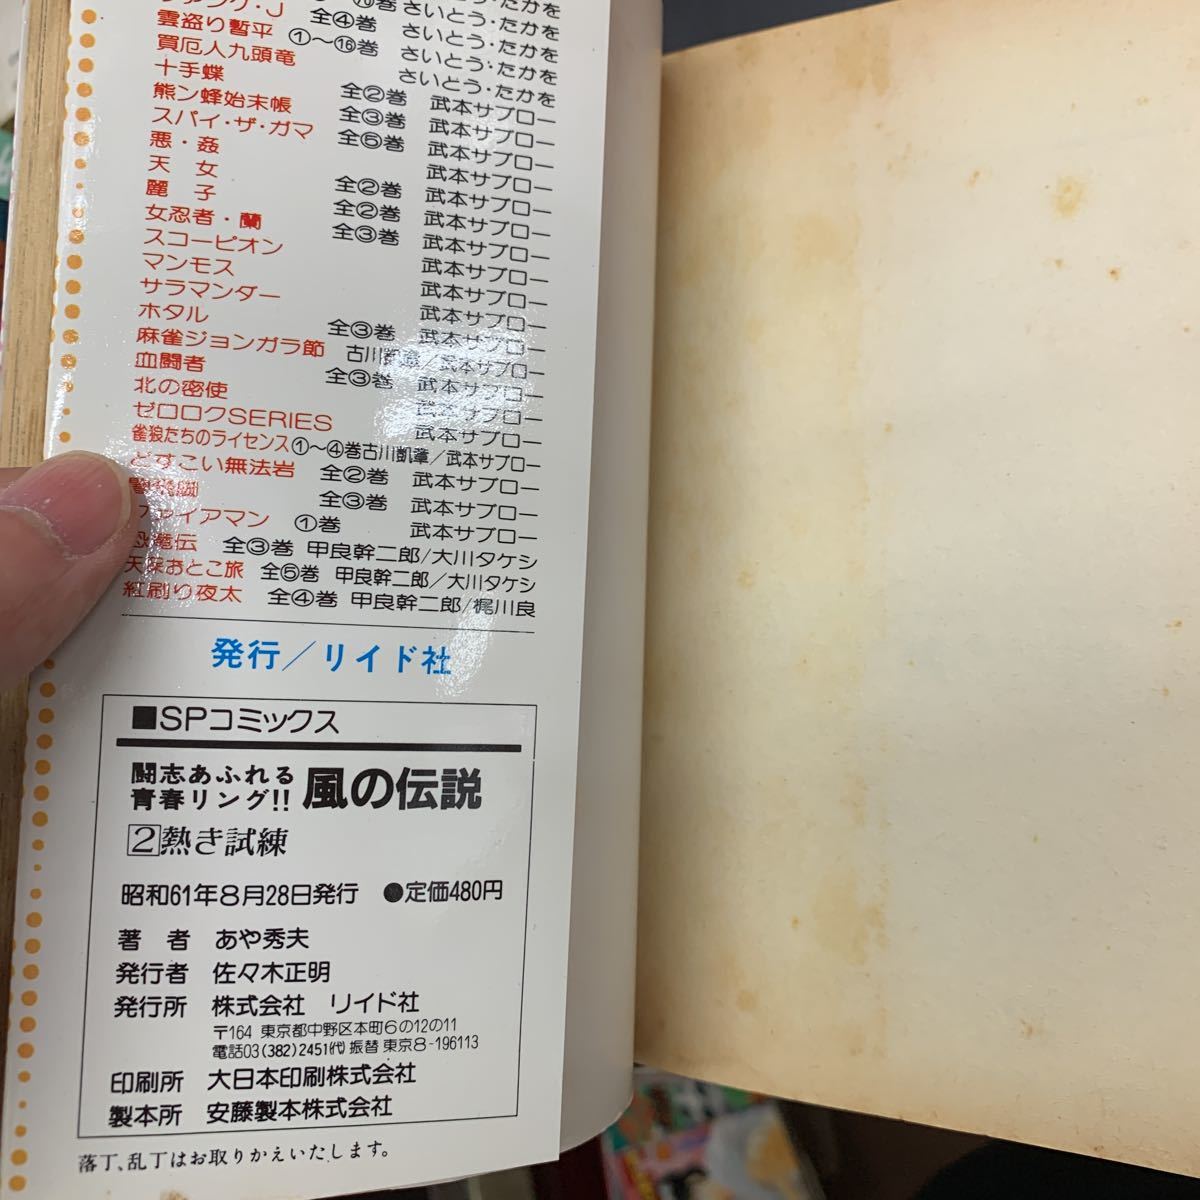 全④巻 さいとう・たかを
雲盗り暫平 ①〜⑯巻 さいとう・たかを
買厄人九頭竜 さいとう・たかを
十手蝶 さいとう・たかを
熊ン蜂始末帳 全②巻 武本サブロー
スパイ・ザ・ガマ 全③巻 武本サブロー
悪・姦 全⑤巻 武本サブロー
天女 武本サブロー
麗子 全②巻 武本サブロー
女忍者・蘭 全②巻 武本サブロー
スコーピオン 全③巻 武本サブロー
マンモス 武本サブロー
サラマンダー 武本サブロー
ホタル 武本サブロー
麻雀ジョンガラ節 全③巻 古川凱章/武本サブロー
血闘者 全③巻 武本サブロー
北の密使 武本サブロー
ゼロロクSERIES 武本サブロー
雀狼たちのライセンス①〜④巻古川凱章/武本サブロー
どすこい無法岩 全②巻 武本サブロー
全③巻 武本サブロー
ファイアマン ①巻 武本サブロー
恐竜伝 全③巻 甲良幹二郎/大川タケシ
天保おとこ旅 全⑤巻 甲良幹二郎/大川タケシ
紅刷り夜太 全④巻 甲良幹二郎/梶川良
発行/リイド社
■SPコミックス
闘志あふれる
青春リング!! 風の伝説
2熱き試練
昭和61年8月28日発行 ●定価480円
著者 あや秀夫
発行者 佐々木正明
発行所 株式会社 リイド社
〒164 東京都中野区本町6の12の11
電話03(382)2451(代) 振替 東京8-196113
印刷所 大日本印刷株式会社
製本所 安藤製本株式会社
落丁、乱丁はお取りかえいたします。